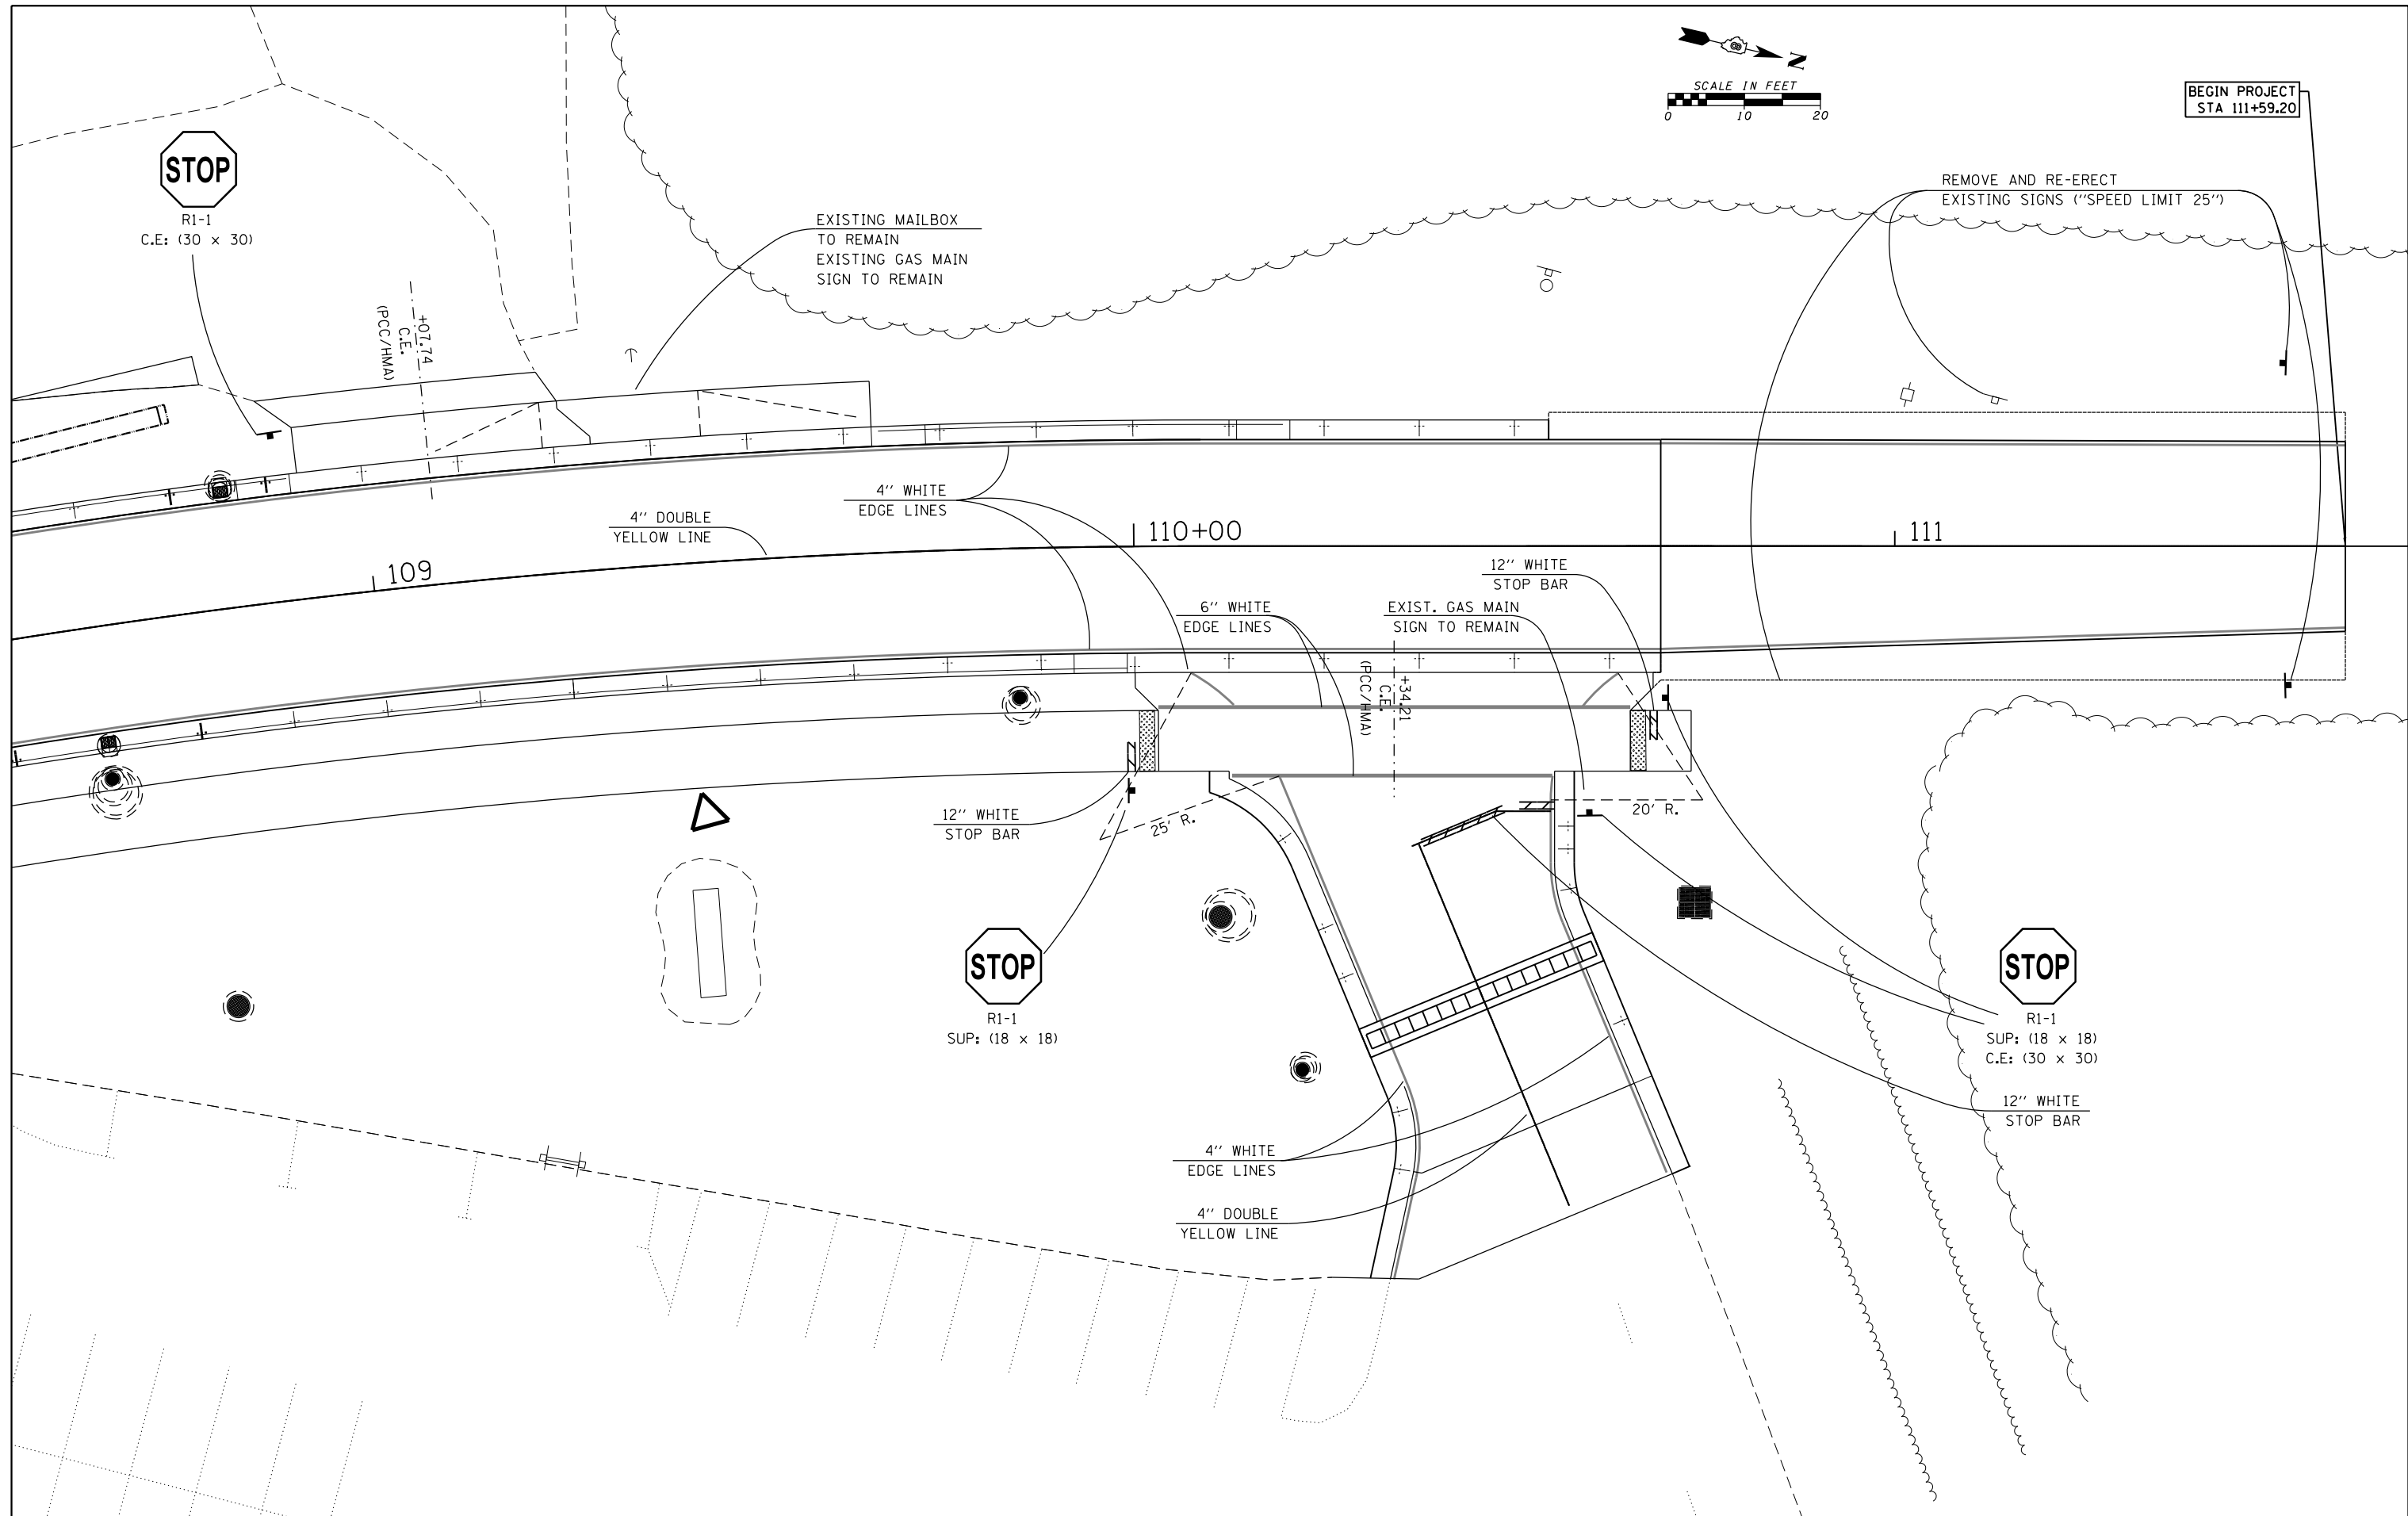 N
SCALE IN FEET
0 10 20
BEGIN PROJECT
STA 111+59.20
STOP
R1-1
C.E: (30 x 30)
REMOVE AND RE-ERECT
EXISTING SIGNS ("SPEED LIMIT 25")
EXISTING MAILBOX
TO REMAIN
EXISTING GAS MAIN
SIGN TO REMAIN
+07.74
C.E.
(PCC/HMA)
4" WHITE
EDGE LINES
4" DOUBLE
YELLOW LINE
109
110+00
111
12" WHITE
STOP BAR
6" WHITE
EDGE LINES
EXIST. GAS MAIN
SIGN TO REMAIN
+34.21
C.E.
(PCC/HMA)
12" WHITE
STOP BAR
25' R.
20' R.
STOP
R1-1
SUP: (18 x 18)
STOP
R1-1
SUP: (18 x 18)
C.E: (30 x 30)
12" WHITE
STOP BAR
4" WHITE
EDGE LINES
4" DOUBLE
YELLOW LINE